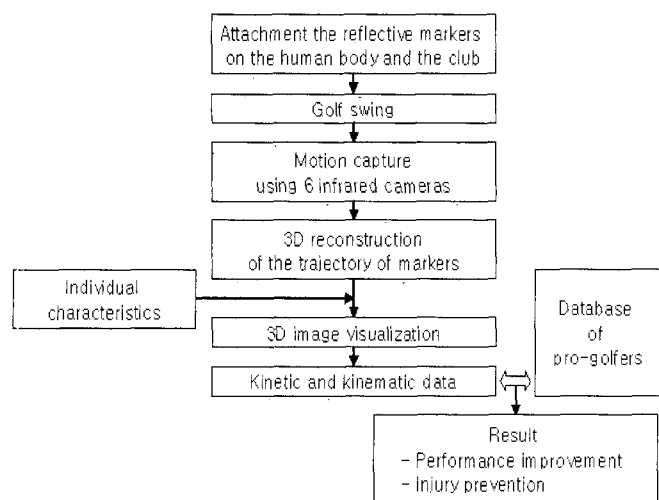 Attachment the reflective markers
on the human body and the club
Golf swing
Motion capture
using 6 infrared cameras
3D reconstruction
of the trajectory of markers
Individual
characteristics
3D image visualization
Database
of
pro-golfers
Kinetic and kinematic data
Result
- Performance improvement
- Injury prevention